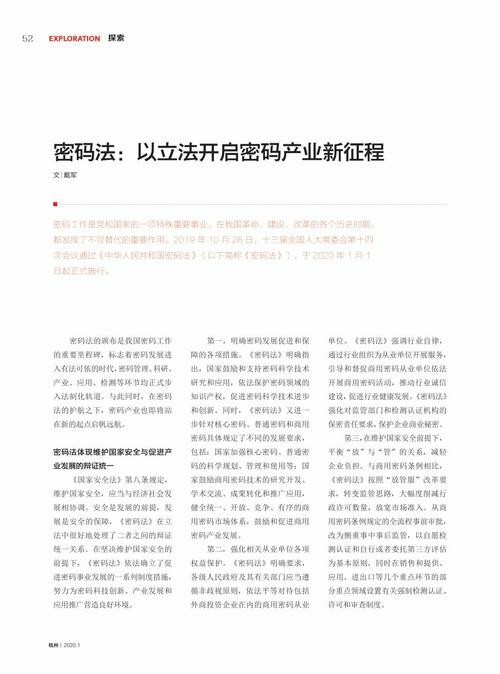 52 EXPLORATION 探索
密码法：以立法开启密码产业新征程
文|戴军
密码工作是党和国家的一项特殊重要事业，在我国革命、建设、改革的各个历史时期，
都发挥了不可替代的重要作用。2019 年 10 月 26 日，十三届全国人大常委会第十四
次会议通过《中华人民共和国密码法》（以下简称《密码法》），于 2020 年 1 月 1
日起正式施行。
密码法的颁布是我国密码工作
的重要里程碑，标志着密码发展进
入有法可依的时代，密码管理、科研、
产业、应用、检测等环节均正式步
入法制化轨道。与此同时，在密码
法的护航之下，密码产业也即将站
在新的起点启帆远航。
密码法体现维护国家安全与促进产
业发展的辩证统一
《国家安全法》第八条规定，
维护国家安全，应当与经济社会发
展相协调。安全是发展的前提，发
展是安全的保障，《密码法》在立
法中很好地处理了二者之间的辩证
统一关系。在坚决维护国家安全的
前提下，《密码法》依法确立了促
进密码事业发展的一系列制度措施，
努力为密码科技创新、产业发展和
应用推广营造良好环境。
第一，明确密码发展促进和保
障的各项措施。《密码法》明确指
出，国家鼓励和支持密码科学技术
研究和应用，依法保护密码领域的
知识产权，促进密码科学技术进步
和创新。同时，《密码法》又进一
步针对核心密码、普通密码和商用
密码具体规定了不同的发展要求，
包括：国家加强核心密码、普通密
码的科学规划、管理和使用等；国
家鼓励商用密码技术的研究开发、
学术交流、成果转化和推广应用，
健全统一、开放、竞争、有序的商
用密码市场体系，鼓励和促进商用
密码产业发展。
第二，强化相关从业单位各项
权益保护。《密码法》明确要求，
各级人民政府及其有关部门应当遵
循非歧视原则，依法平等对待包括
外商投资企业在内的商用密码从业
单位。《密码法》强调行业自律，
通过行业组织为从业单位开展服务，
引导和督促商用密码从业单位依法
开展商用密码活动，推动行业诚信
建设，促进行业健康发展。《密码法》
强化对监管部门和检测认证机构的
保密责任要求，保护企业商业秘密。
第三，在维护国家安全前提下，
平衡“放”与“管”的关系，减轻
企业负担。与商用密码条例相比，
《密码法》按照“放管服”改革要
求，转变监管思路，大幅度削减行
政许可数量，放宽市场准入。从商
用密码条例规定的全流程事前审批，
改为侧重事中事后监管，以自愿检
测认证和自行或者委托第三方评估
为基本原则，同时在销售和提供、
应用、进出口等几个重点环节的部
分重点领域设置有关强制检测认证、
许可和审查制度。
杭州 | 2020.1